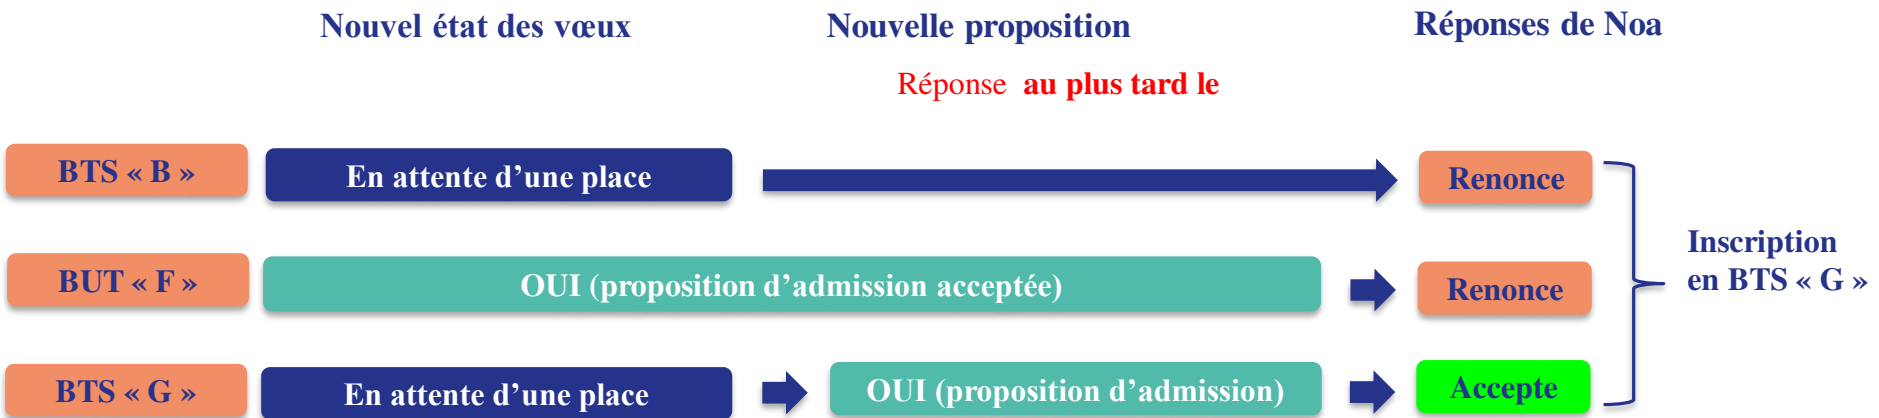 Nouvel état des vœux
Nouvelle proposition
Réponses de Noa
Réponse au plus tard le
BTS « B »
En attente d’une place
Renonce
BUT « F »
OUI (proposition d’admission acceptée)
Renonce
BTS « G »
En attente d’une place
OUI (proposition d’admission)
Accepte
Inscription
en BTS « G »